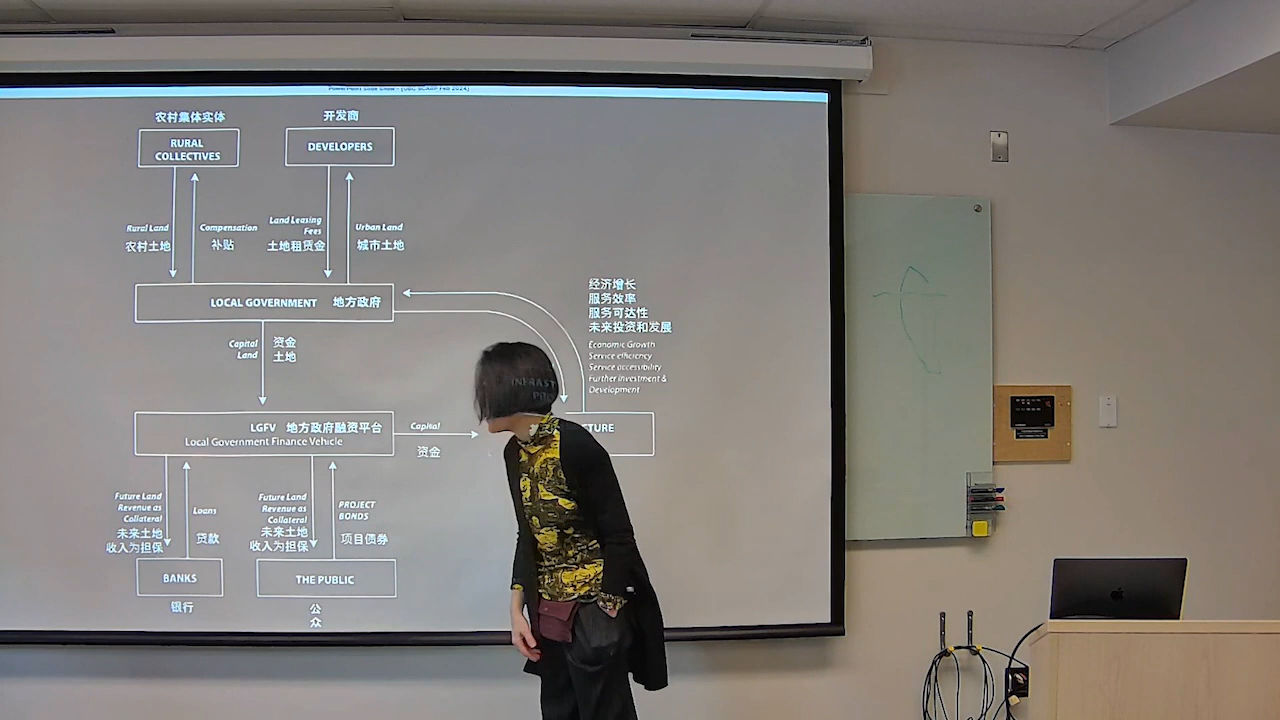 PowerPoint Slide Show - [UBC SCARP Feb 2024]
农村集体实体
RURAL
COLLECTIVES
开发商
DEVELOPERS
Rural Land
农村土地
Compensation
补贴
Land Leasing
Fees
土地租赁金
Urban Land
城市土地
LOCAL GOVERNMENT 地方政府
经济增长
服务效率
服务可达性
未来投资和发展
Economic Growth
Service efficiency
Service accessibility
Further investment &
Development
Capital
Land
资金
土地
LGFV 地方政府融资平台
Local Government Finance Vehicle
Capital
资金
Future Land
Revenue as
Collateral
未来土地
收入为担保
Loans
贷款
Future Land
Revenue as
Collateral
未来土地
收入为担保
PROJECT
BONDS
项目债券
BANKS
银行
THE PUBLIC
公
众